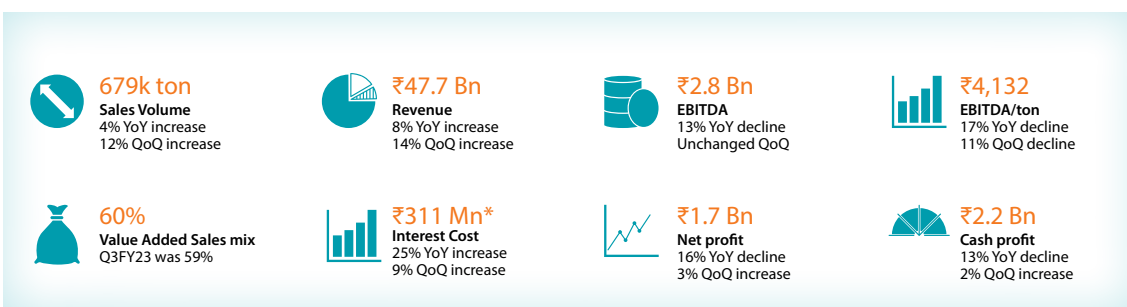 679k ton
Sales Volume
4% YoY increase
12% QoQ increase
₹47.7 Bn
Revenue
8% YoY increase
14% QoQ increase
₹2.8 Bn
EBITDA
13% YoY decline
Unchanged QoQ
₹4,132
EBITDA/ton
17% YoY decline
11% QoQ decline
60%
Value Added Sales mix
Q3FY23 was 59%
₹311 Mn*
Interest Cost
25% YoY increase
9% QoQ increase
₹1.7 Bn
Net profit
16% YoY decline
3% QoQ increase
₹2.2 Bn
Cash profit
13% YoY decline
2% QoQ increase